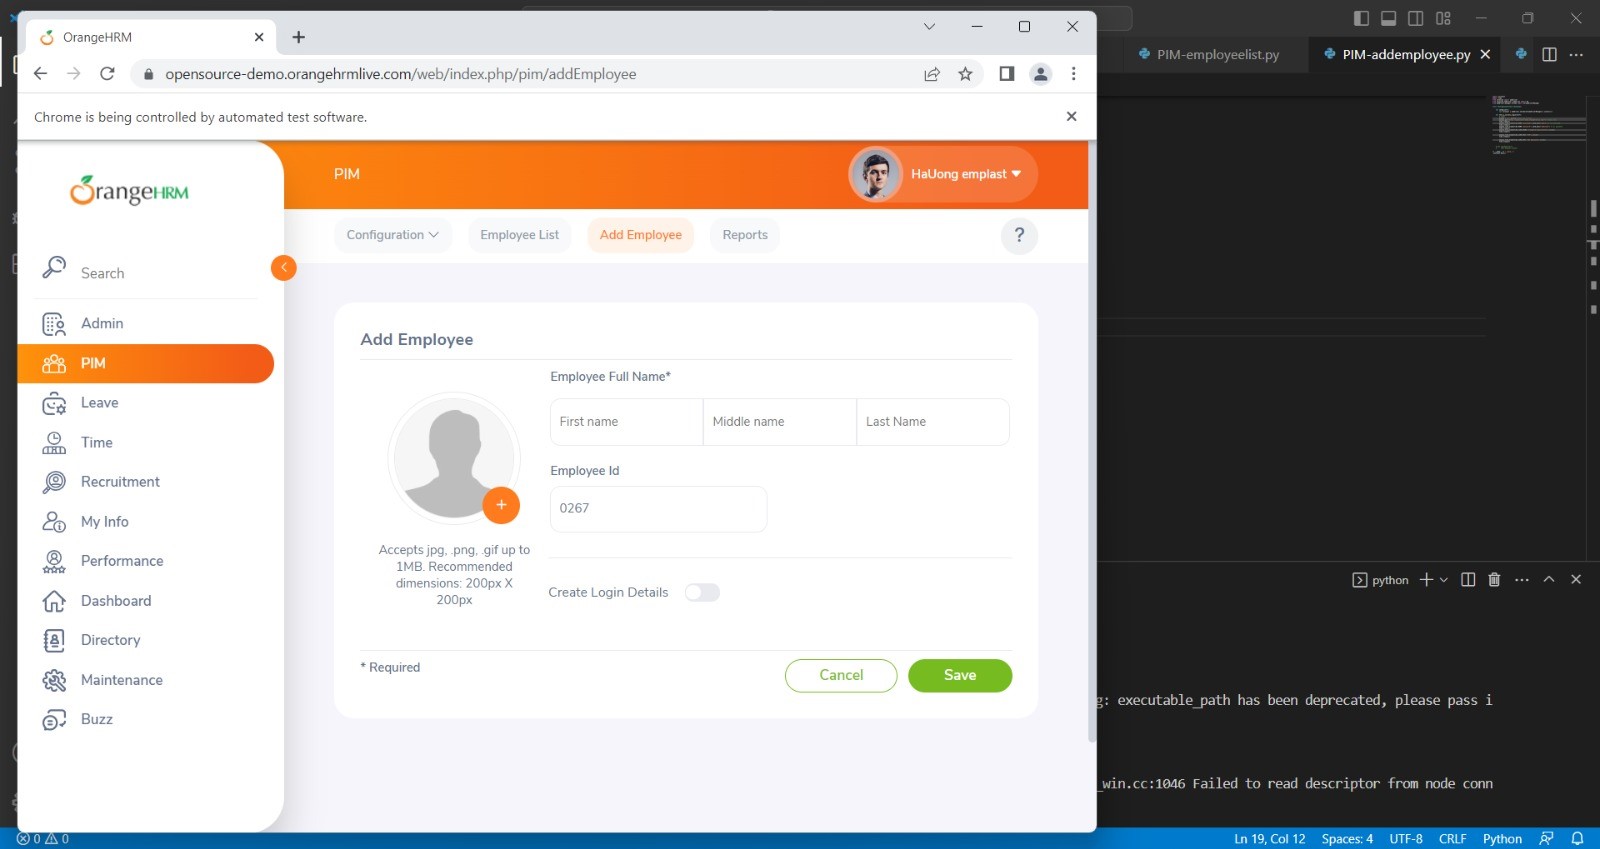 OrangeHRM
opensource-demo.orangehrmlive.com/web/index.php/pim/addEmployee
PIM-employeelist.py
PIM-addemployee.py
Chrome is being controlled by automated test software.
OrangeHRM
PIM
HaUong emplast
Configuration
Employee List
Add Employee
Reports
?
Search
Admin
PIM
Leave
Time
Recruitment
My Info
Performance
Dashboard
Directory
Maintenance
Buzz
Add Employee
Employee Full Name*
First name
Middle name
Last Name
Employee Id
0267
Accepts jpg, .png, .gif up to
1MB. Recommended
dimensions: 200px X
200px
Create Login Details
* Required
Cancel
Save
python
g: executable_path has been deprecated, please pass i
_win.cc:1046 Failed to read descriptor from node conn
0 0
Ln 19, Col 12
Spaces: 4
UTF-8
CRLF
Python